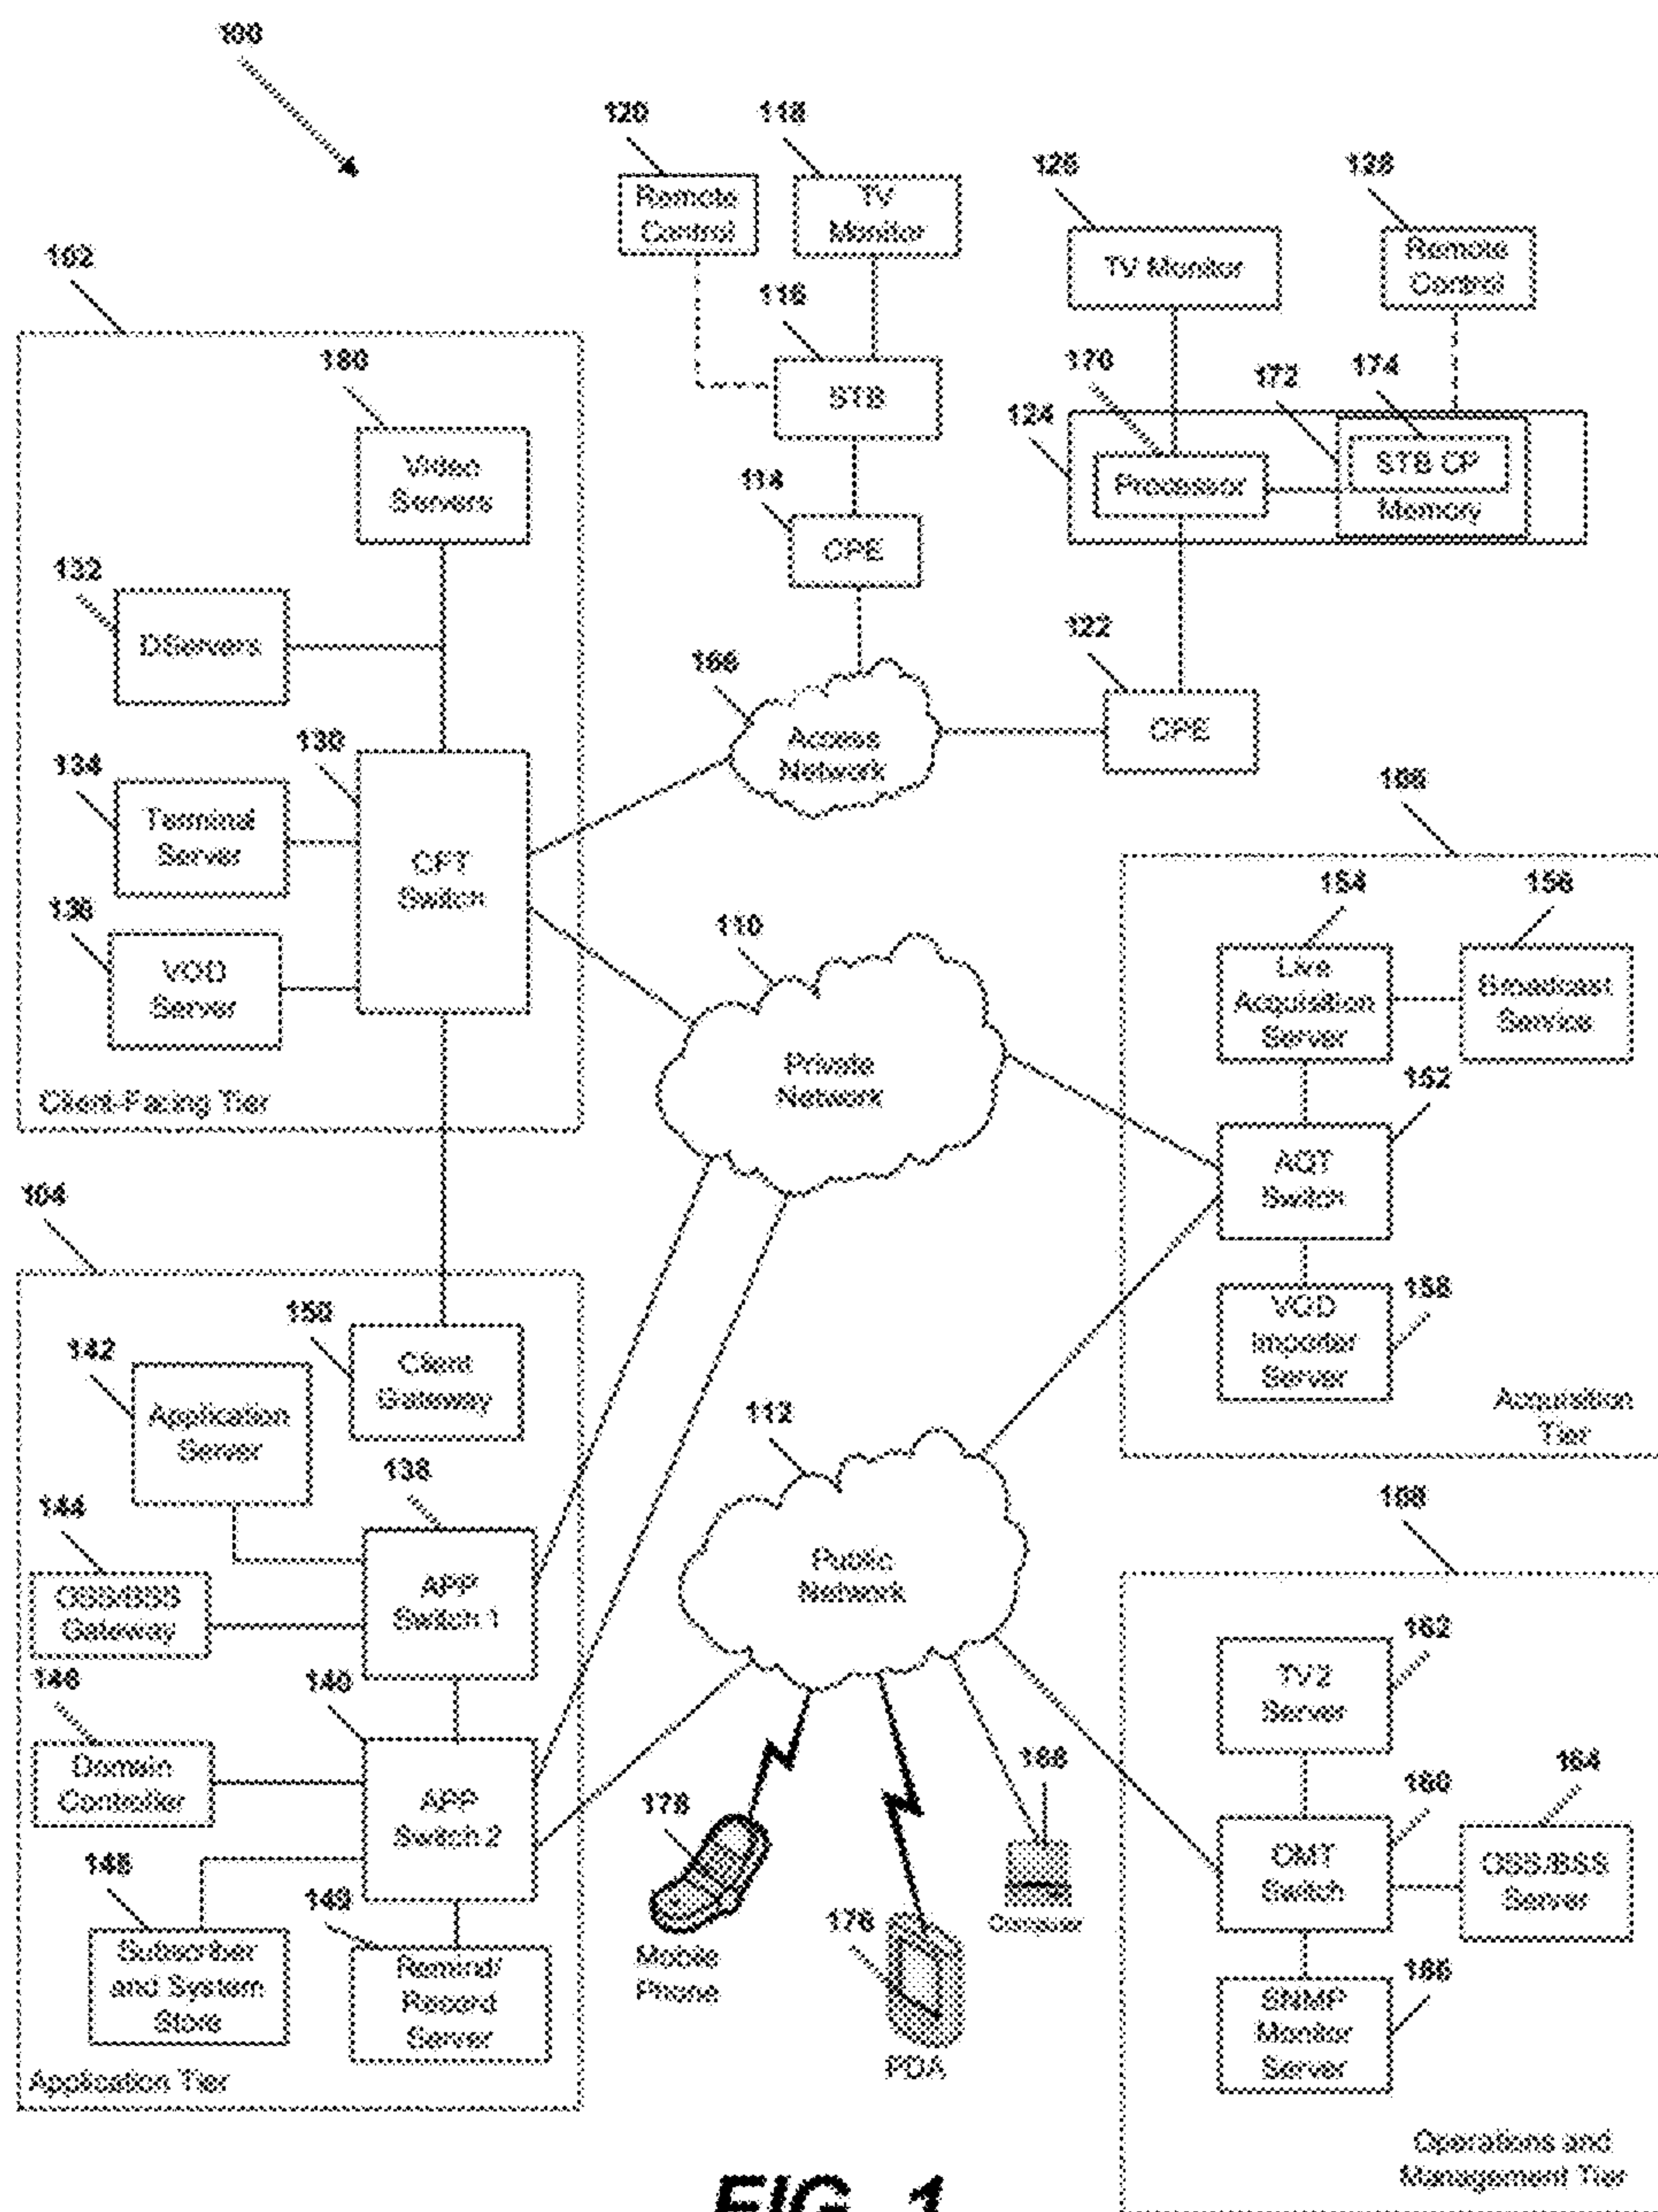 100
120
118
Remote
Control
TV
Monitor
126
128
TV Monitor
Remote
Control
102
116
STB
170
172
174
124
Processor
STB CP
Memory
180
Video
Servers
114
CPE
132
DServers
166
Access
Network
122
CPE
130
134
Terminal
Server
CFT
Switch
136
VOD
Server
Client-Facing Tier
110
Private
Network
106
154
156
Live
Acquisition
Server
Broadcast
Service
152
AQT
Switch
158
VOD
Importer
Server
Acquisition
Tier
104
150
Client
Gateway
142
Application
Server
138
144
APP
Switch 1
OSS/BSS
Gateway
146
140
Domain
Controller
APP
Switch 2
148
149
Subscriber
and System
Store
Remind/
Record
Server
Application Tier
112
Public
Network
178
Mobile
Phone
176
PDA
168
Computer
108
162
TV2
Server
160
164
OMT
Switch
OSS/BSS
Server
SNMP
Monitor
Server
Operations and
Management Tier
FIG. 1